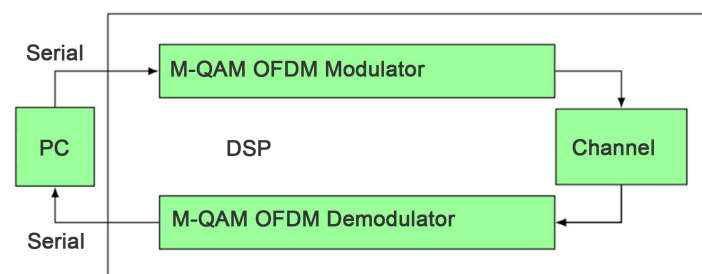 Serial
M-QAM OFDM Modulator
PC
DSP
Channel
M-QAM OFDM Demodulator
Serial